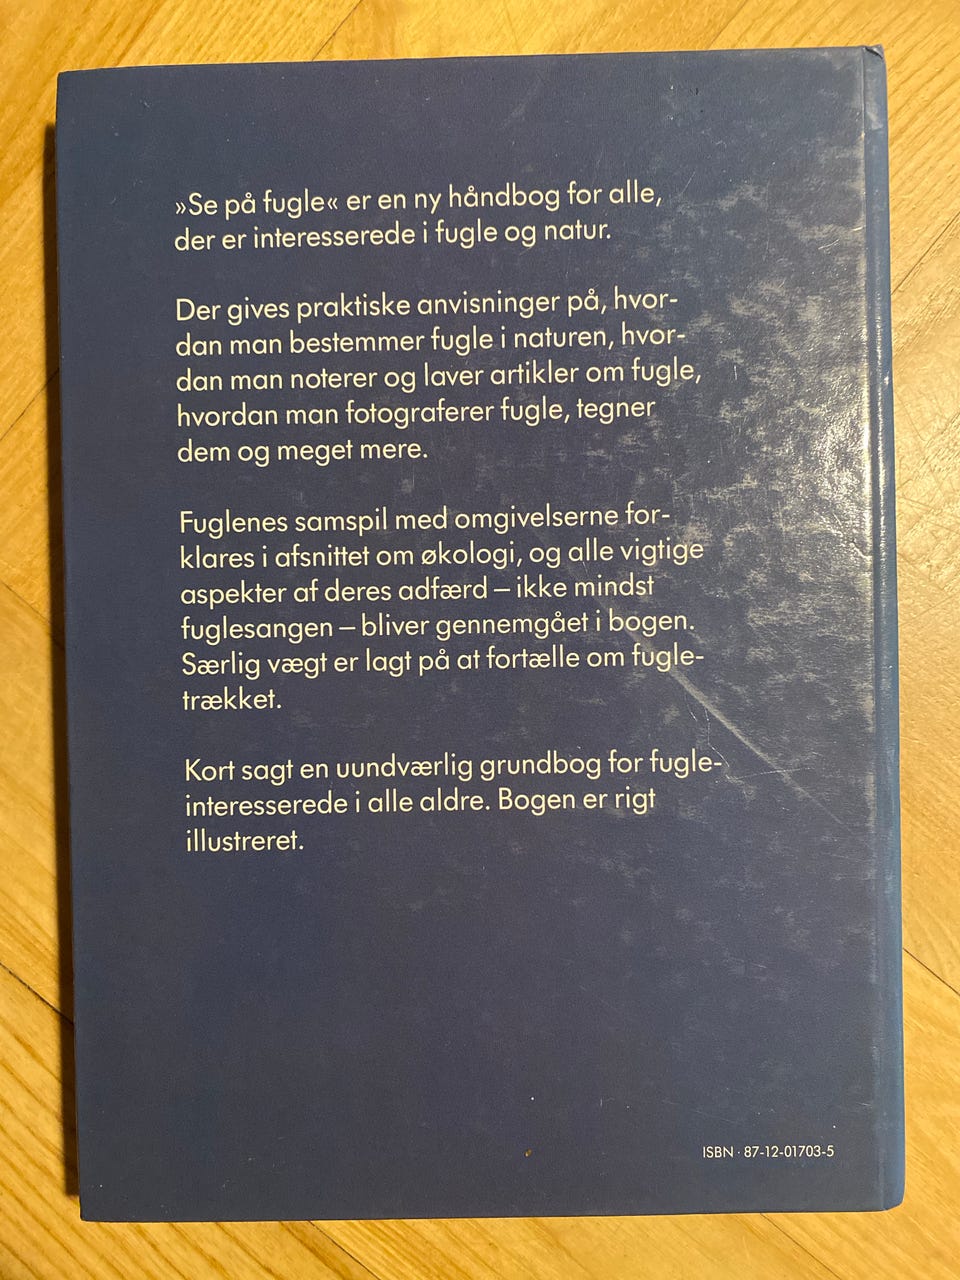 »Se på fugle« er en ny håndbog for alle,
der er interesserede i fugle og natur.
Der gives praktiske anvisninger på, hvor-
dan man bestemmer fugle i naturen, hvor-
dan man noterer og laver artikler om fugle,
hvordan man fotograferer fugle, tegner
dem og meget mere.
Fuglenes samspil med omgivelserne for-
klares i afsnittet om økologi, og alle vigtige
aspekter af deres adfærd – ikke mindst
fuglesangen – bliver gennemgået i bogen.
Særlig vægt er lagt på at fortælle om fugle-
trækket.
Kort sagt en uundværlig grundbog for fugle-
interesserede i alle aldre. Bogen er rigt
illustreret.
ISBN · 87-12-01703-5